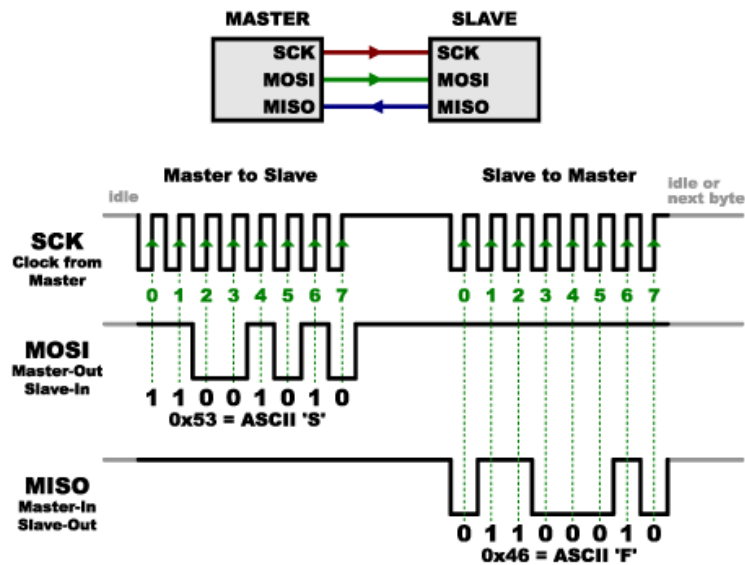 MASTER SLAVE
SCK SCK
MOSI MOSI
MISO MISO
Master to Slave Slave to Master
idle
idle or
next byte
SCK
Clock from
Master
0 1 2 3 4 5 6 7 0 1 2 3 4 5 6 7
MOSI
Master-Out
Slave-In
1 1 0 0 1 0 1 0
0x53 = ASCII 'S'
MISO
Master-In
Slave-Out
0 1 1 0 0 0 1 0
0x46 = ASCII 'F'